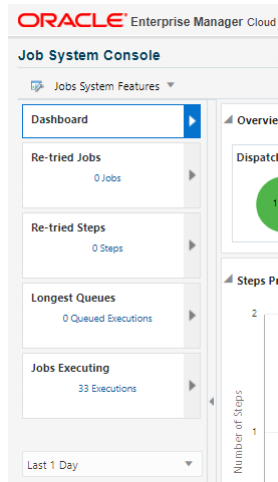 ORACLE Enterprise Manager Cloud
Job System Console
Jobs System Features
Dashboard
Re-tried Jobs
0 Jobs
Re-tried Steps
0 Steps
Longest Queues
0 Queued Executions
Jobs Executing
33 Executions
Last 1 Day
Overvie
Dispatc
1
Steps Pr
2
1
Number of Steps